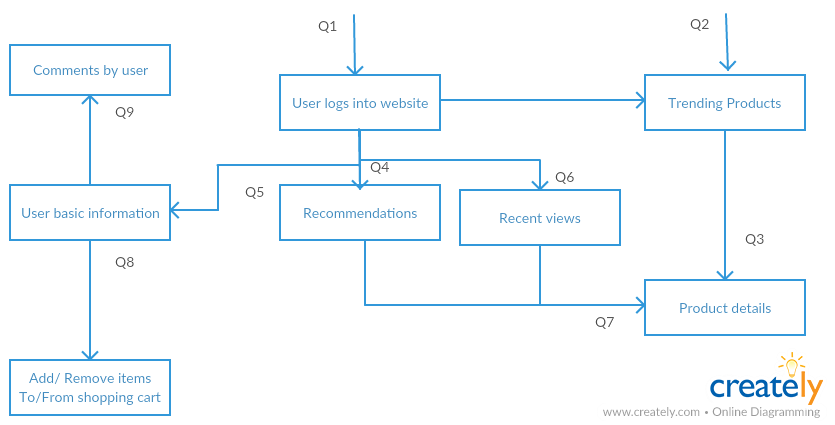 Q1
Q2
Comments by user
User logs into website
Trending Products
Q9
Q4
Q5
Q6
User basic information
Recommendations
Recent views
Q3
Q8
Product details
Q7
Add/ Remove items
To/From shopping cart
creately
www.creately.com • Online Diagramming